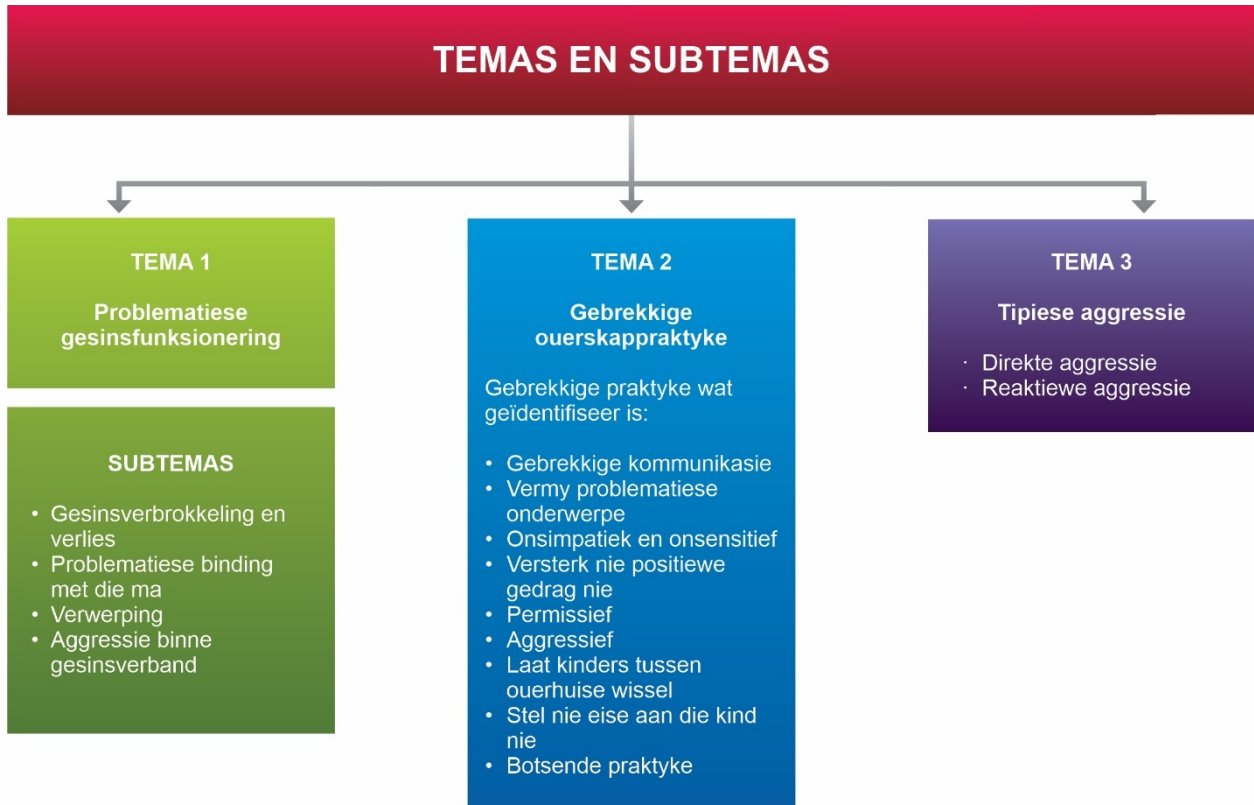 TEMAS EN SUBTEMAS
TEMA 1
Problematiese
gesinsfunksionering
SUBTEMAS
• Gesinsverbrokkeling en
verlies
• Problematiese binding
met die ma
• Verwerping
• Aggressie binne
gesinsverband
TEMA 2
Gebrekkige
ouerskappraktyke
Gebrekkige praktyke wat
geïdentifiseer is:
• Gebrekkige kommunikasie
• Vermy problematiese
onderwerpe
• Onsimpatiek en onsensitief
• Versterk nie positiewe
gedrag nie
• Permissief
• Aggressief
• Laat kinders tussen
ouerhuise wissel
• Stel nie eise aan die kind
nie
• Botsende praktyke
TEMA 3
Tipiese aggressie
· Direkte aggressie
· Reaktiewe aggressie